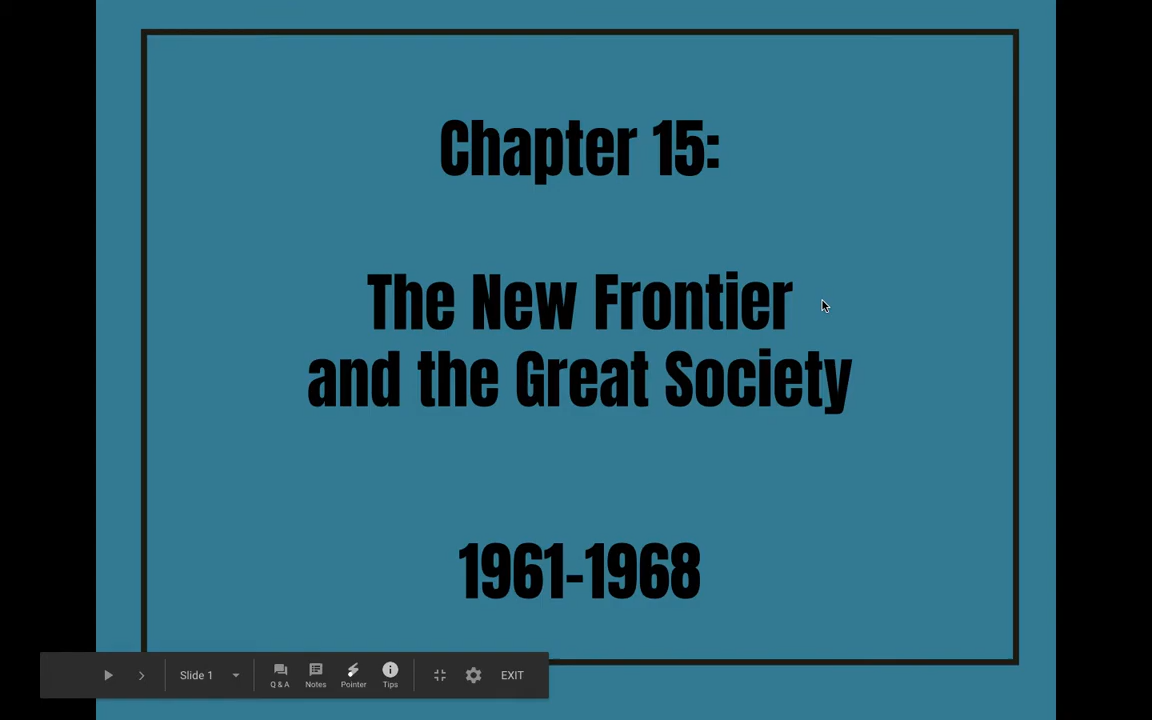 Chapter 15:
The New Frontier
and the Great Society
1961-1968
Slide 1
Q & A
Notes
Pointer
Tips
EXIT